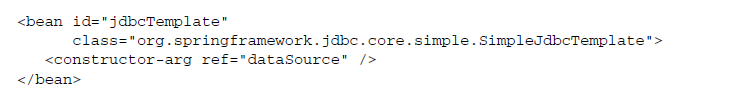 <bean id="jdbcTemplate"
      class="org.springframework.jdbc.core.simple.SimpleJdbcTemplate">
   <constructor-arg ref="dataSource" />
</bean>